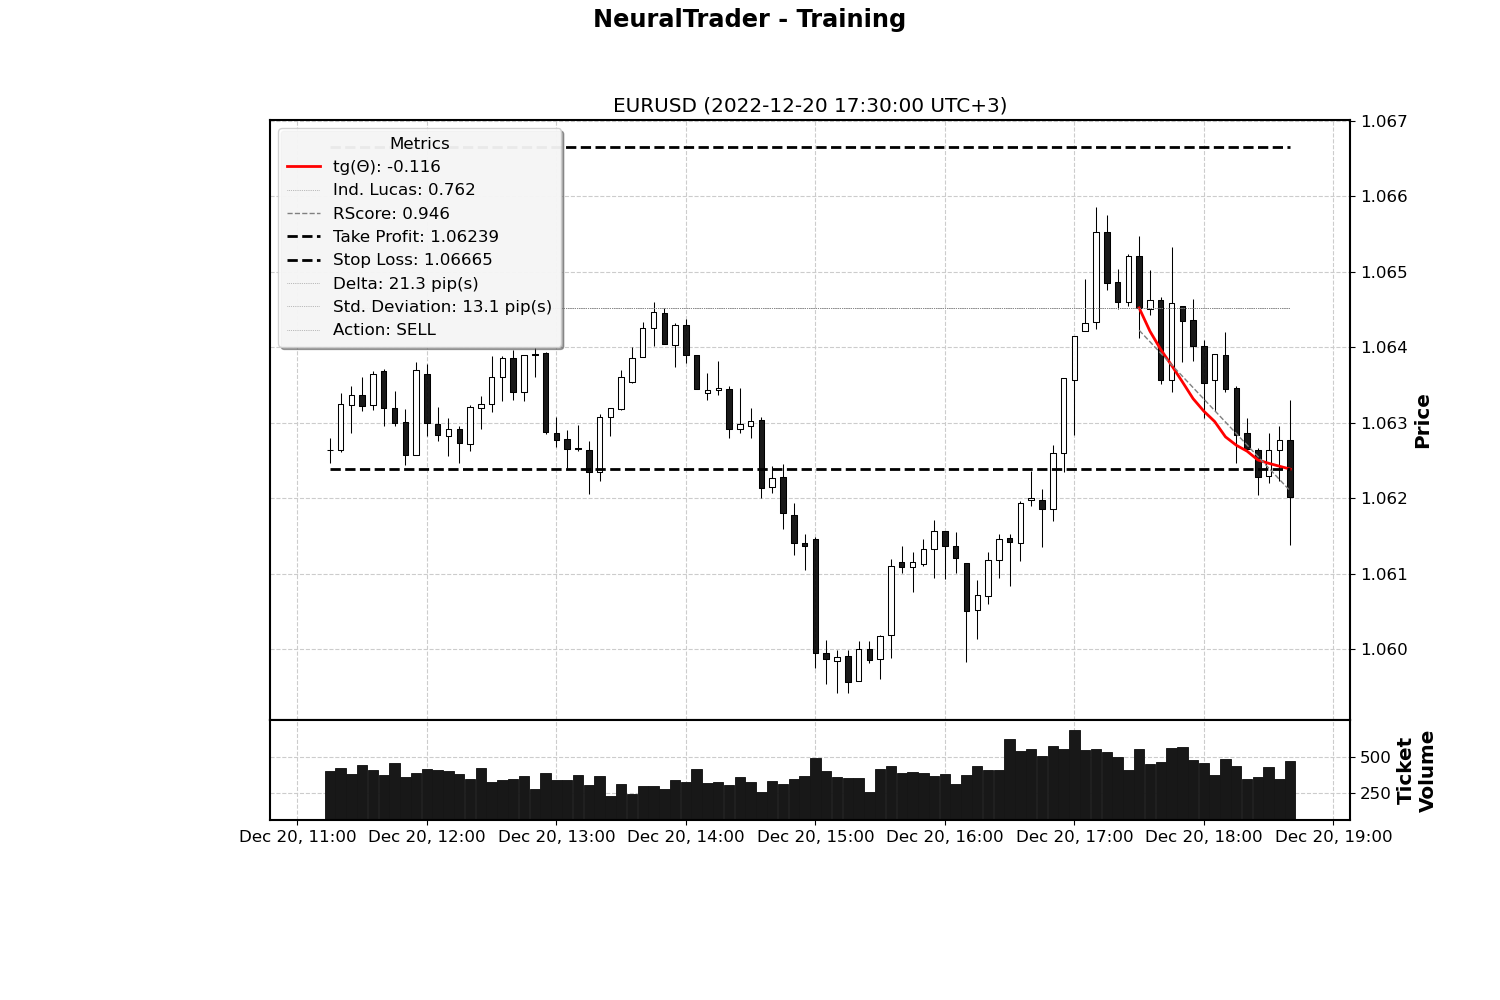 NeuralTrader - Training
EURUSD (2022-12-20 17:30:00 UTC+3)
Metrics
tg(Θ): -0.116
Ind. Lucas: 0.762
RScore: 0.946
Take Profit: 1.06239
Stop Loss: 1.06665
Delta: 21.3 pip(s)
Std. Deviation: 13.1 pip(s)
Action: SELL
1.067
1.066
1.065
1.064
1.063
1.062
1.061
1.060
Price
500
250
Ticket
Volume
Dec 20, 11:00 Dec 20, 12:00 Dec 20, 13:00 Dec 20, 14:00 Dec 20, 15:00 Dec 20, 16:00 Dec 20, 17:00 Dec 20, 18:00 Dec 20, 19:00